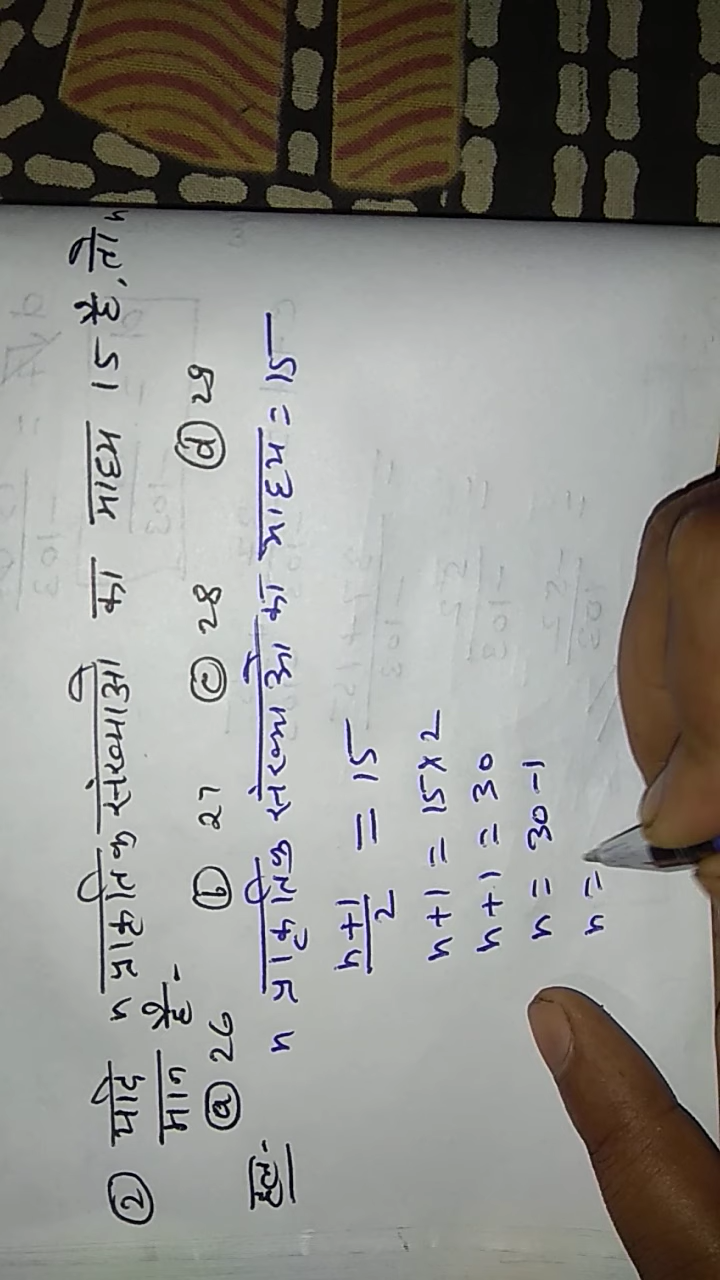 ② यदि n प्राकृतिक संख्याओ का माध्य 15 है, तो n
मान है-
ⓐ 26 ⓑ 27 ⓒ 28 ⓓ 29
हल- n प्राकृतिक संख्याओ का माध्य = 15
n+1/2 = 15
n+1 = 15×2
n+1 = 30
n = 30-1
n =